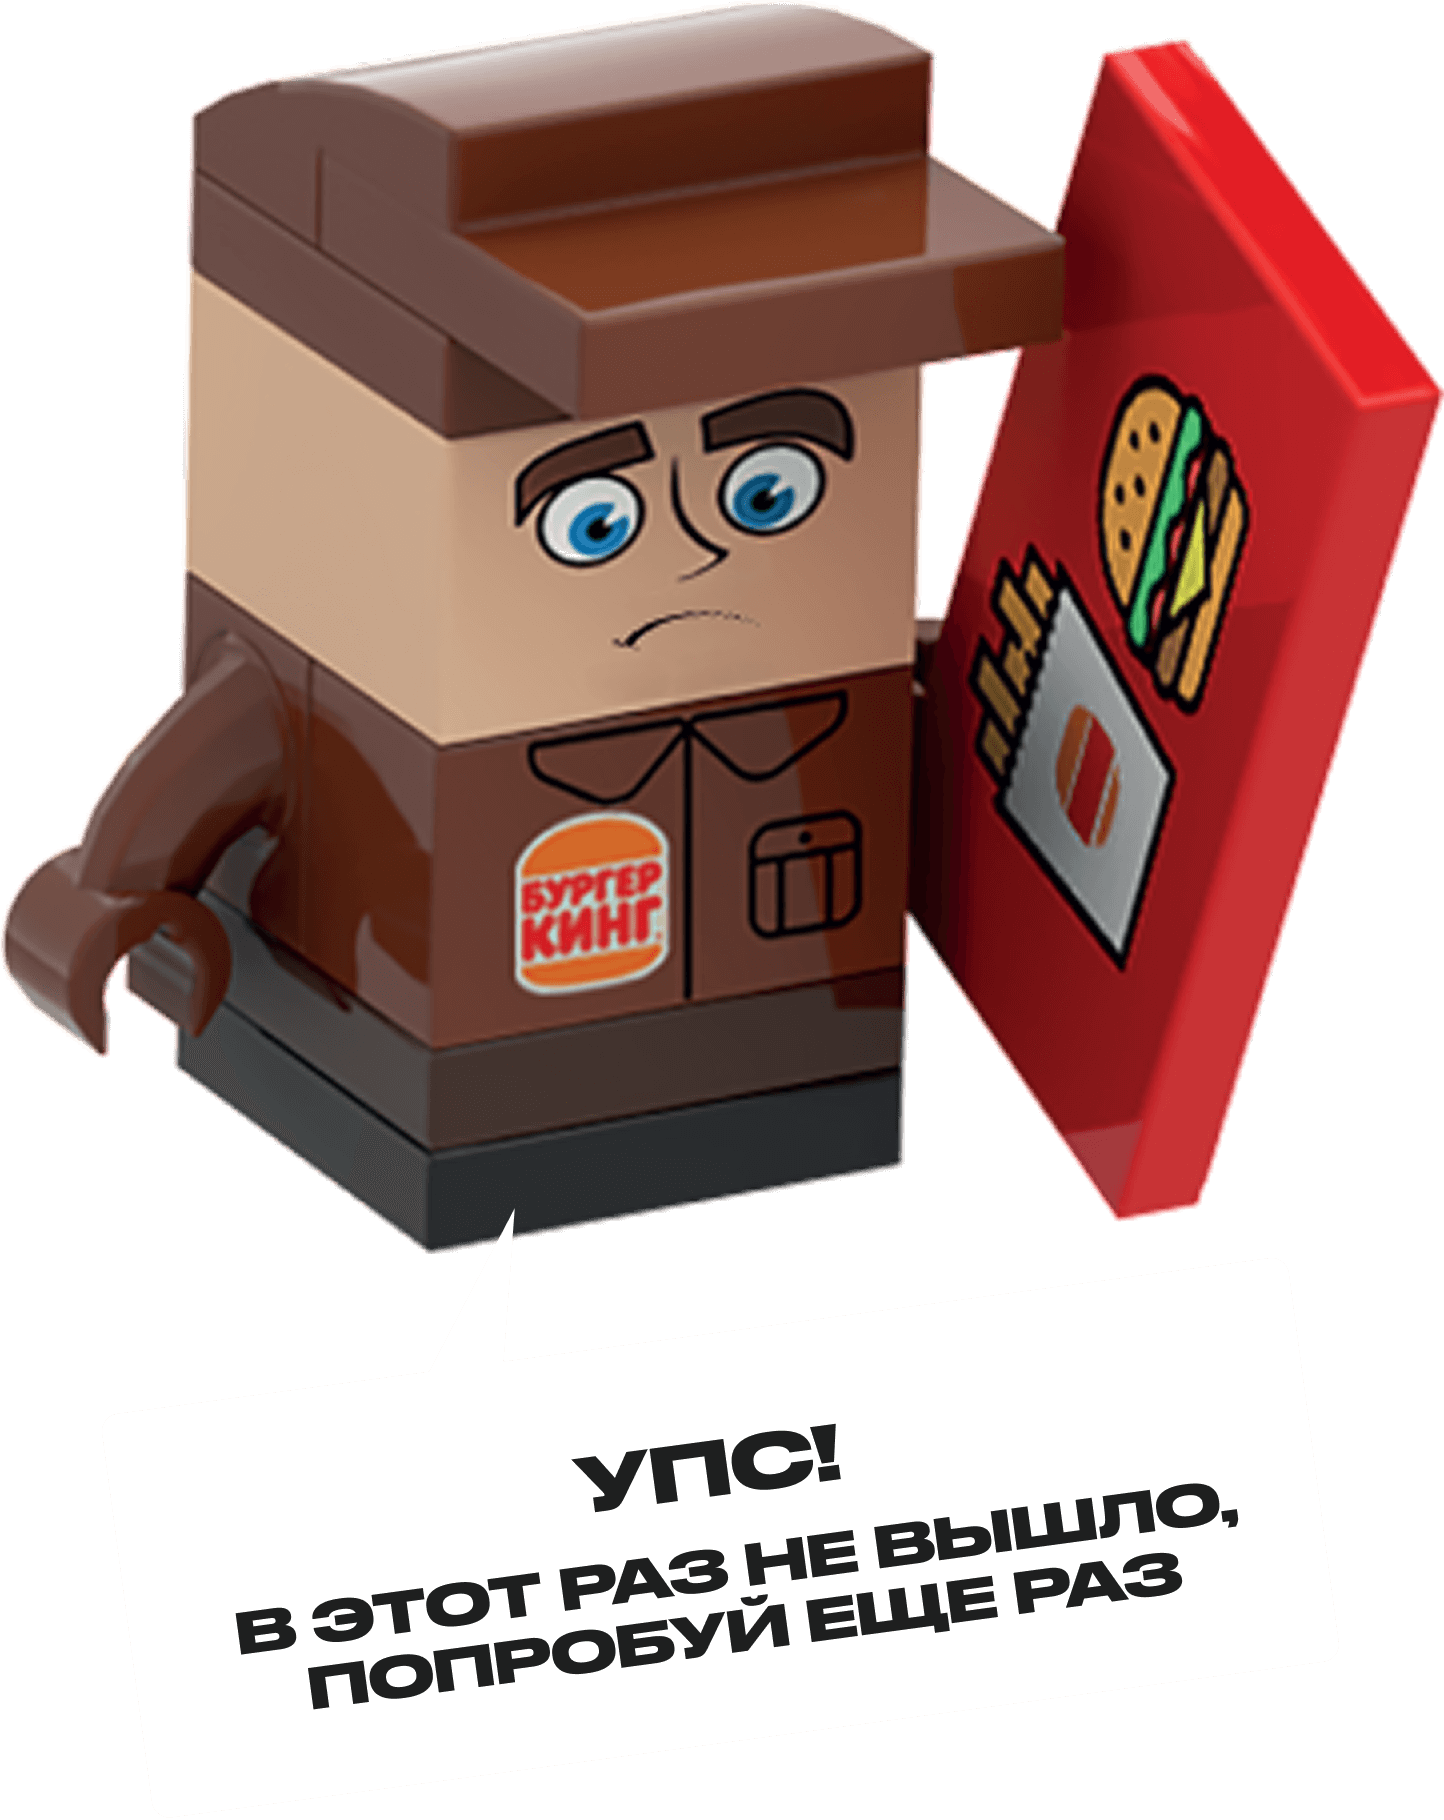 БУРГЕР
КИНГ
УПС!
В ЭТОТ РАЗ НЕ ВЫШЛО,
ПОПРОБУЙ ЕЩЕ РАЗ